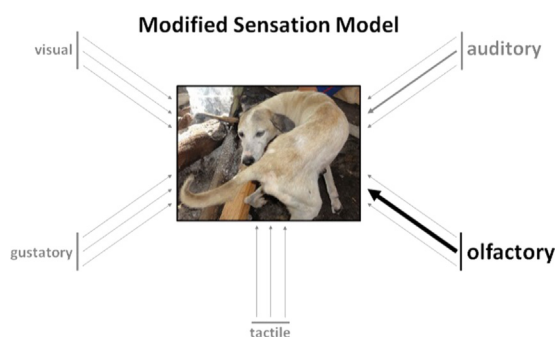 Modified Sensation Model
visual
auditory
gustatory
olfactory
tactile